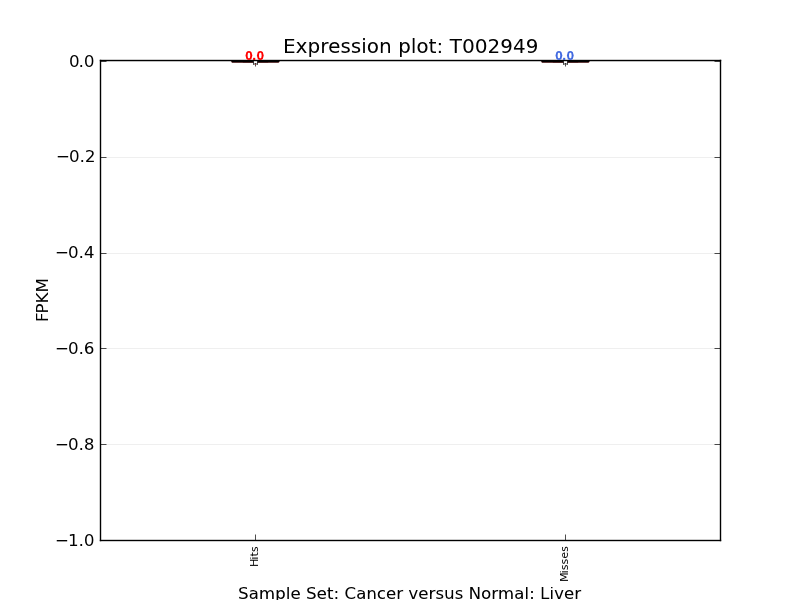 Expression plot: T002949
0.0
0.0
0.0
−0.2
−0.4
−0.6
−0.8
−1.0
FPKM
Hits
Misses
Sample Set: Cancer versus Normal: Liver